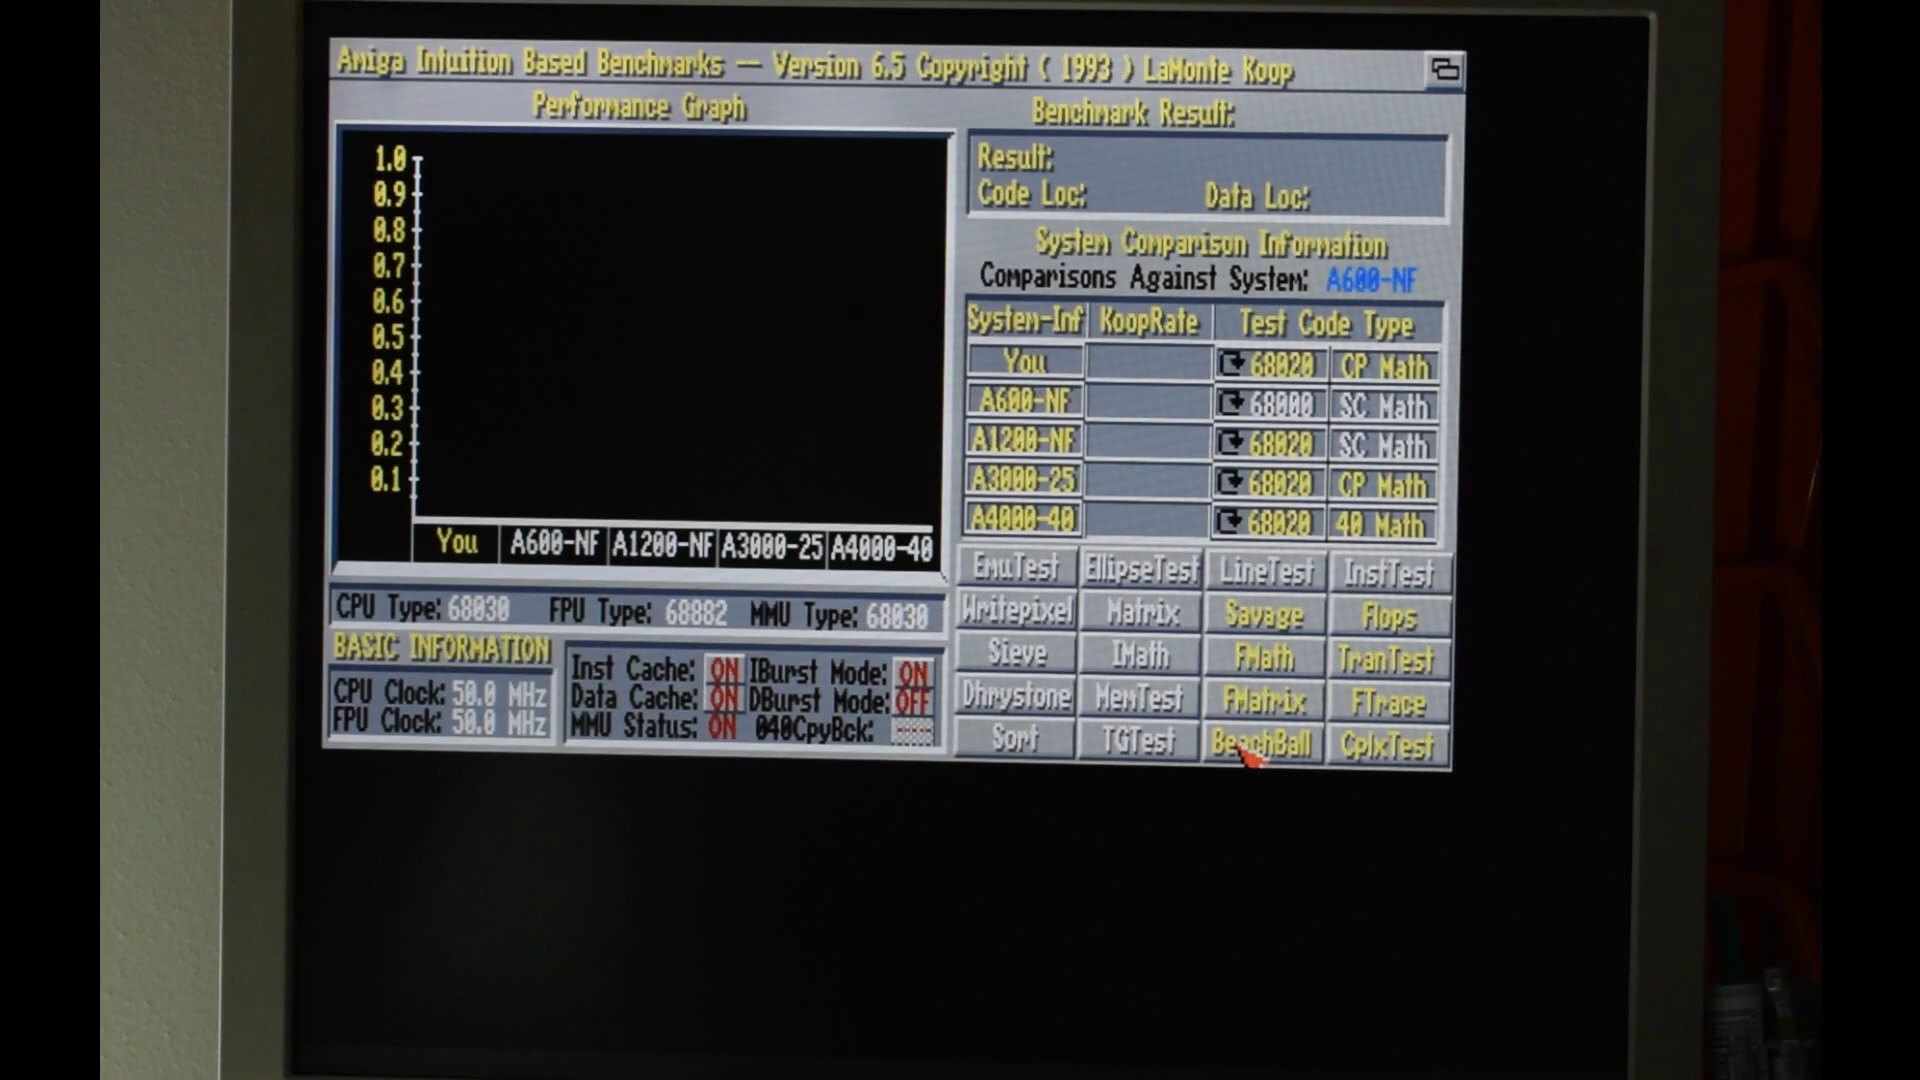 Amiga Intuition Based Benchmarks -- Version 6.5 Copyright ( 1993 ) LaMonte Koop
Performance Graph
1.0
0.9
0.8
0.7
0.6
0.5
0.4
0.3
0.2
0.1
You A600-NF A1200-NF A3000-25 A4000-40
CPU Type: 68030 FPU Type: 68882 MMU Type: 68030
BASIC INFORMATION
CPU Clock: 50.0 MHz
FPU Clock: 50.0 MHz
Inst Cache: ON IBurst Mode: ON
Data Cache: ON DBurst Mode: OFF
MMU Status: ON 040CpyBck: ----
Benchmark Result:
Result:
Code Loc: Data Loc:
System Comparison Information
Comparisons Against System: A600-NF
System-Inf KoopRate Test Code Type
You 68020 CP Math
A600-NF 68000 SC Math
A1200-NF 68020 SC Math
A3000-25 68020 CP Math
A4000-40 68020 40 Math
EmuTest EllipseTest LineTest InstTest
Writepixel Matrix Savage Flops
Sieve IMath FMath TranTest
Dhrystone MemTest FMatrix FTrace
Sort TGTest BeachBall CplxTest